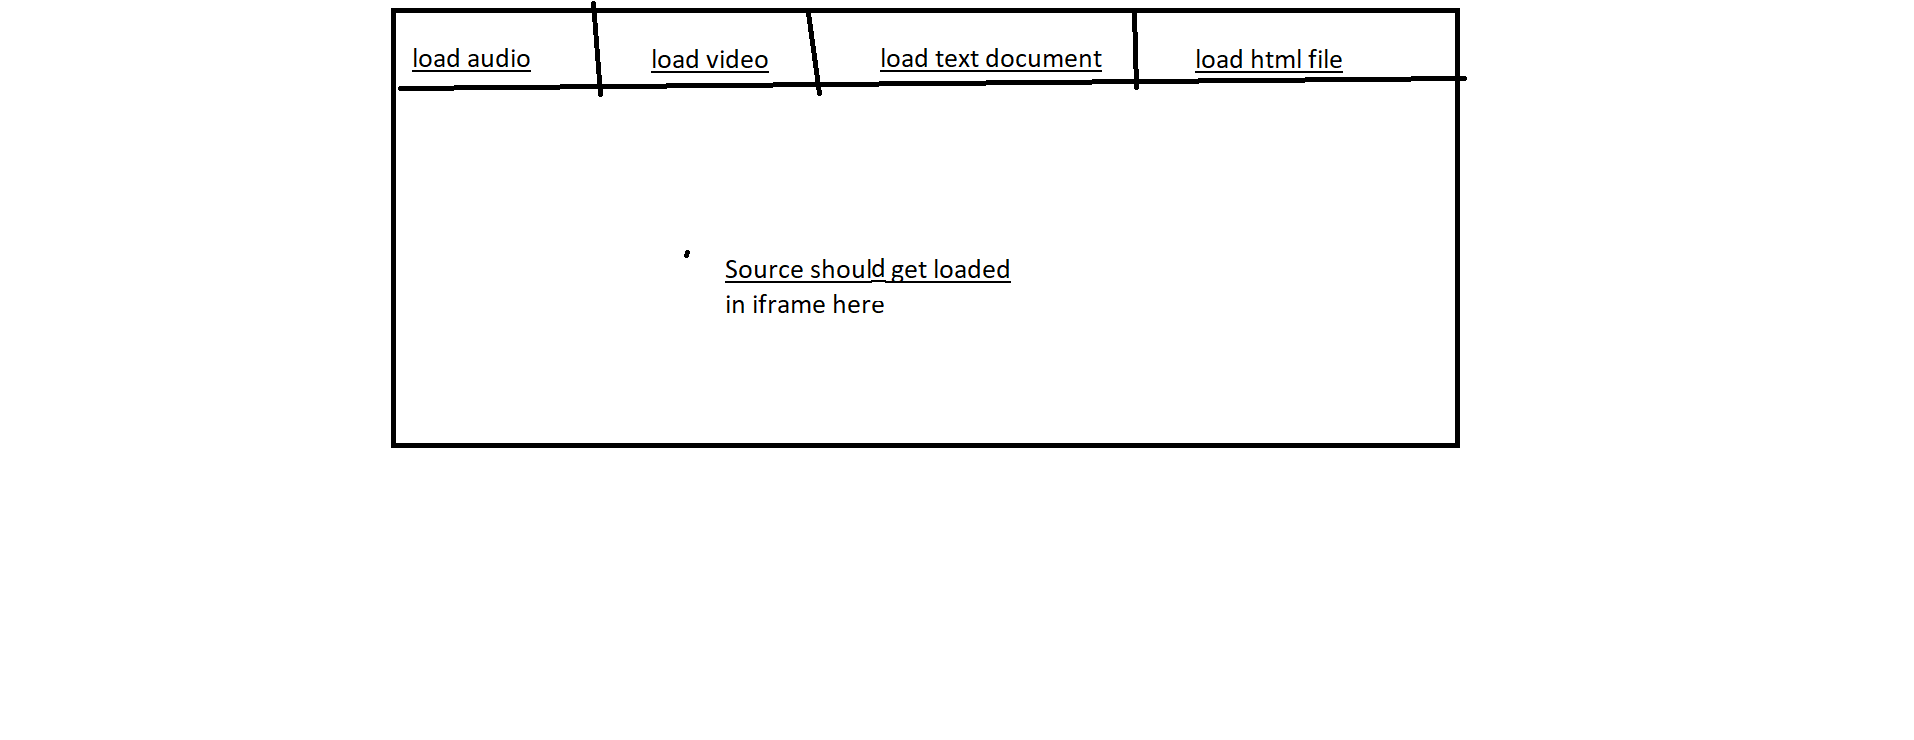 load audio
load video
load text document
load html file
Source should get loaded
in iframe here